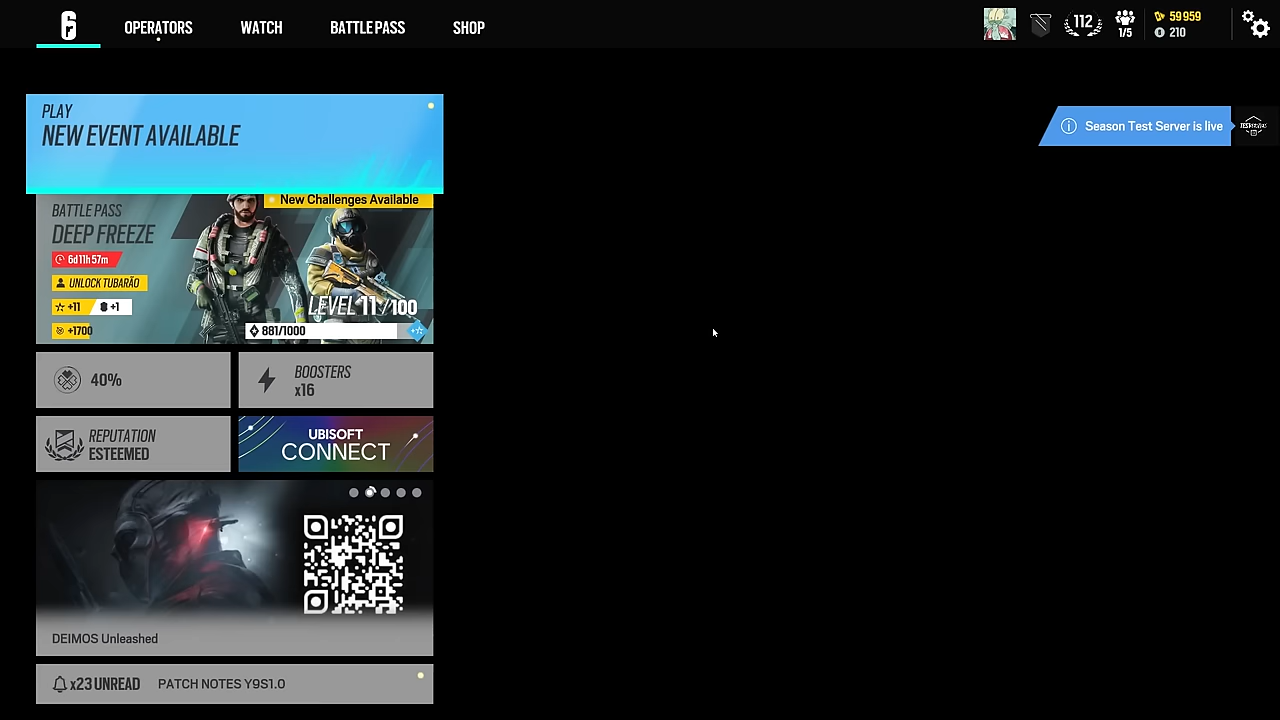 OPERATORS
WATCH
BATTLE PASS
SHOP
112
1/5
59 959
210
PLAY
NEW EVENT AVAILABLE
Season Test Server is live
New Challenges Available
BATTLE PASS
DEEP FREEZE
6d 11h 57m
UNLOCK TUBARÃO
+11
+1
LEVEL 11/100
+1700
881/1000
40%
BOOSTERS
x16
REPUTATION
ESTEEMED
UBISOFT
CONNECT
DEIMOS Unleashed
x23 UNREAD
PATCH NOTES Y9S1.0